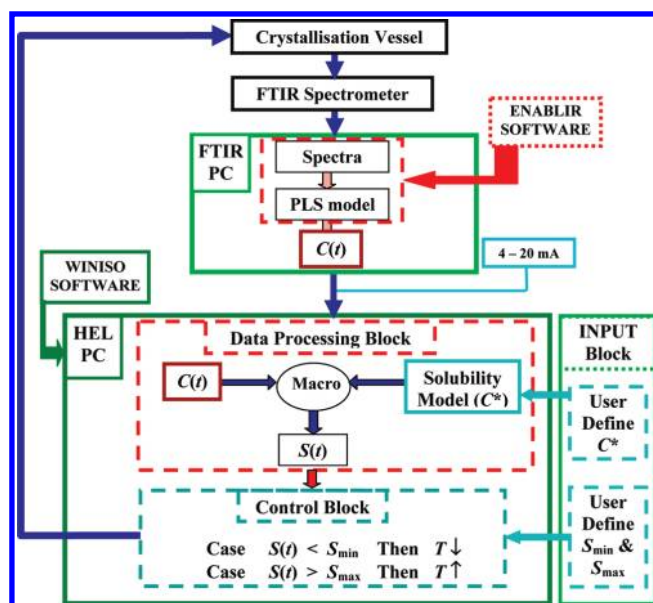 Crystallisation Vessel
FTIR Spectrometer
ENABLIR
SOFTWARE
FTIR
PC
Spectra
PLS model
C(t)
4 – 20 mA
WINISO
SOFTWARE
HEL
PC
Data Processing Block
C(t)
Macro
Solubility
Model (C*)
S(t)
INPUT
Block
User
Define
C*
Control Block
Case S(t) < Smin Then T↓
Case S(t) > Smax Then T↑
User
Define
Smin &
Smax